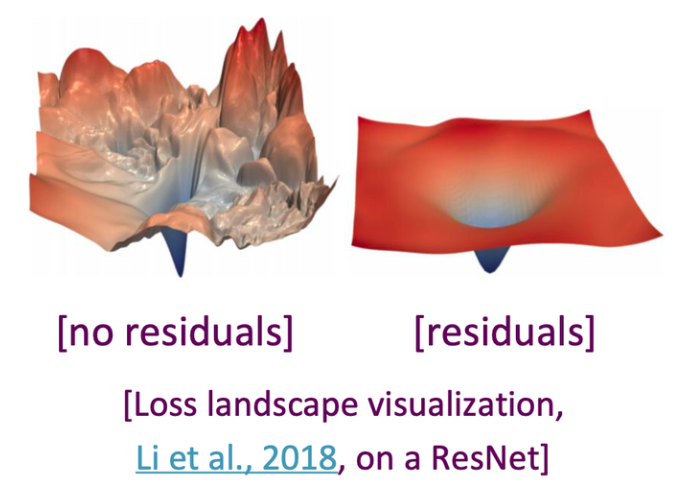 [no residuals] [residuals]
[Loss landscape visualization,
Li et al., 2018, on a ResNet]